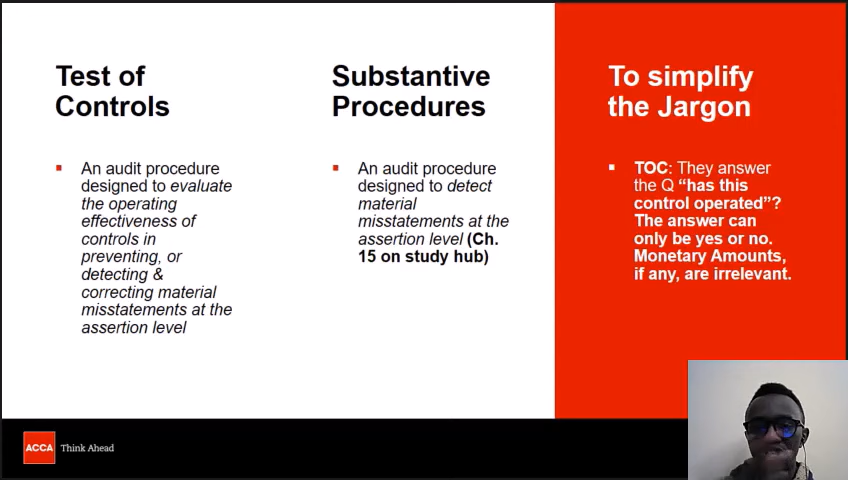 Test of
Controls
▪ An audit procedure
designed to evaluate
the operating
effectiveness of
controls in
preventing, or
detecting &
correcting material
misstatements at the
assertion level
Substantive
Procedures
▪ An audit procedure
designed to detect
material
misstatements at the
assertion level (Ch.
15 on study hub)
To simplify
the Jargon
▪ TOC: They answer
the Q “has this
control operated”?
The answer can
only be yes or no.
Monetary Amounts,
if any, are irrelevant.
ACCA
Think Ahead